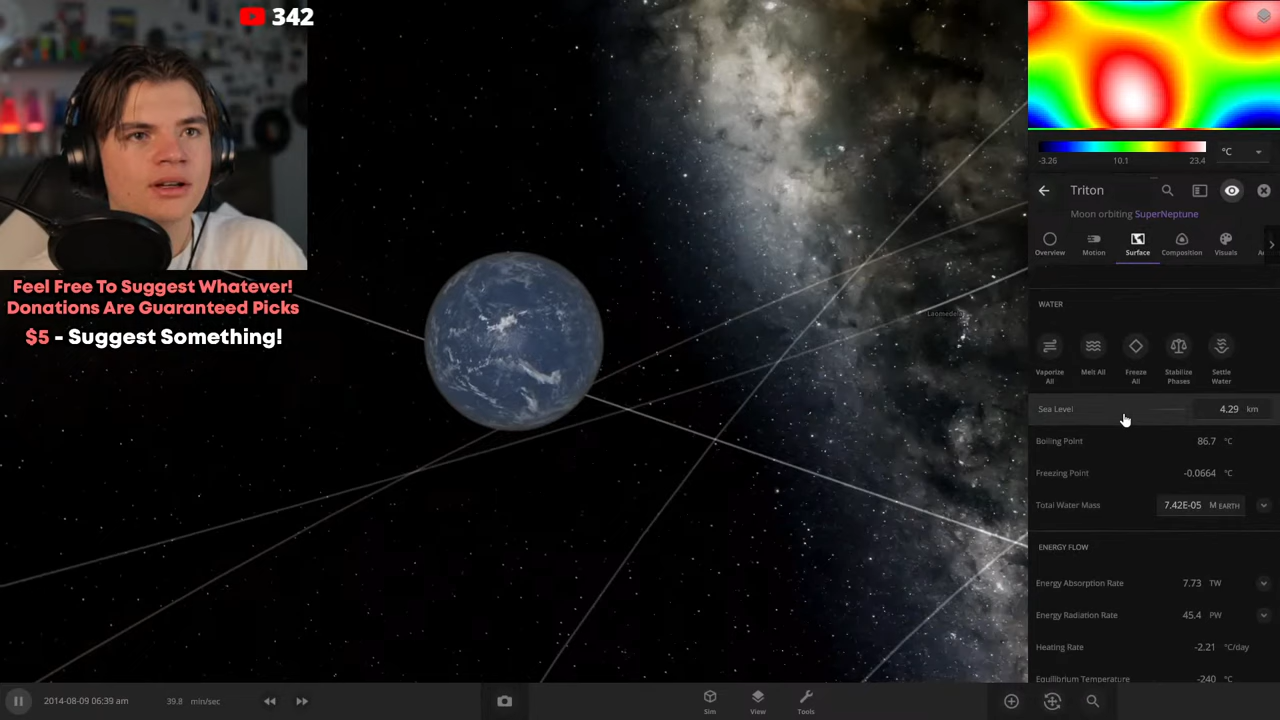 342
Feel Free To Suggest Whatever!
Donations Are Guaranteed Picks
$5 - Suggest Something!
°C
-3.26 10.1 23.4
Triton
Moon orbiting SuperNeptune
Overview Motion Surface Composition Visuals
WATER
Vaporize All
Melt All
Freeze All
Stabilize Phases
Settle Water
Sea Level 4.29 km
Boiling Point 86.7 °C
Freezing Point -0.0664 °C
Total Water Mass 7.42E-05 M EARTH
ENERGY FLOW
Energy Absorption Rate 7.73 TW
Energy Radiation Rate 45.4 PW
Heating Rate -2.21 °C/day
Equilibrium Temperature -240 °C
2014-08-09 06:39 am 39.8 min/sec
Sim View Tools